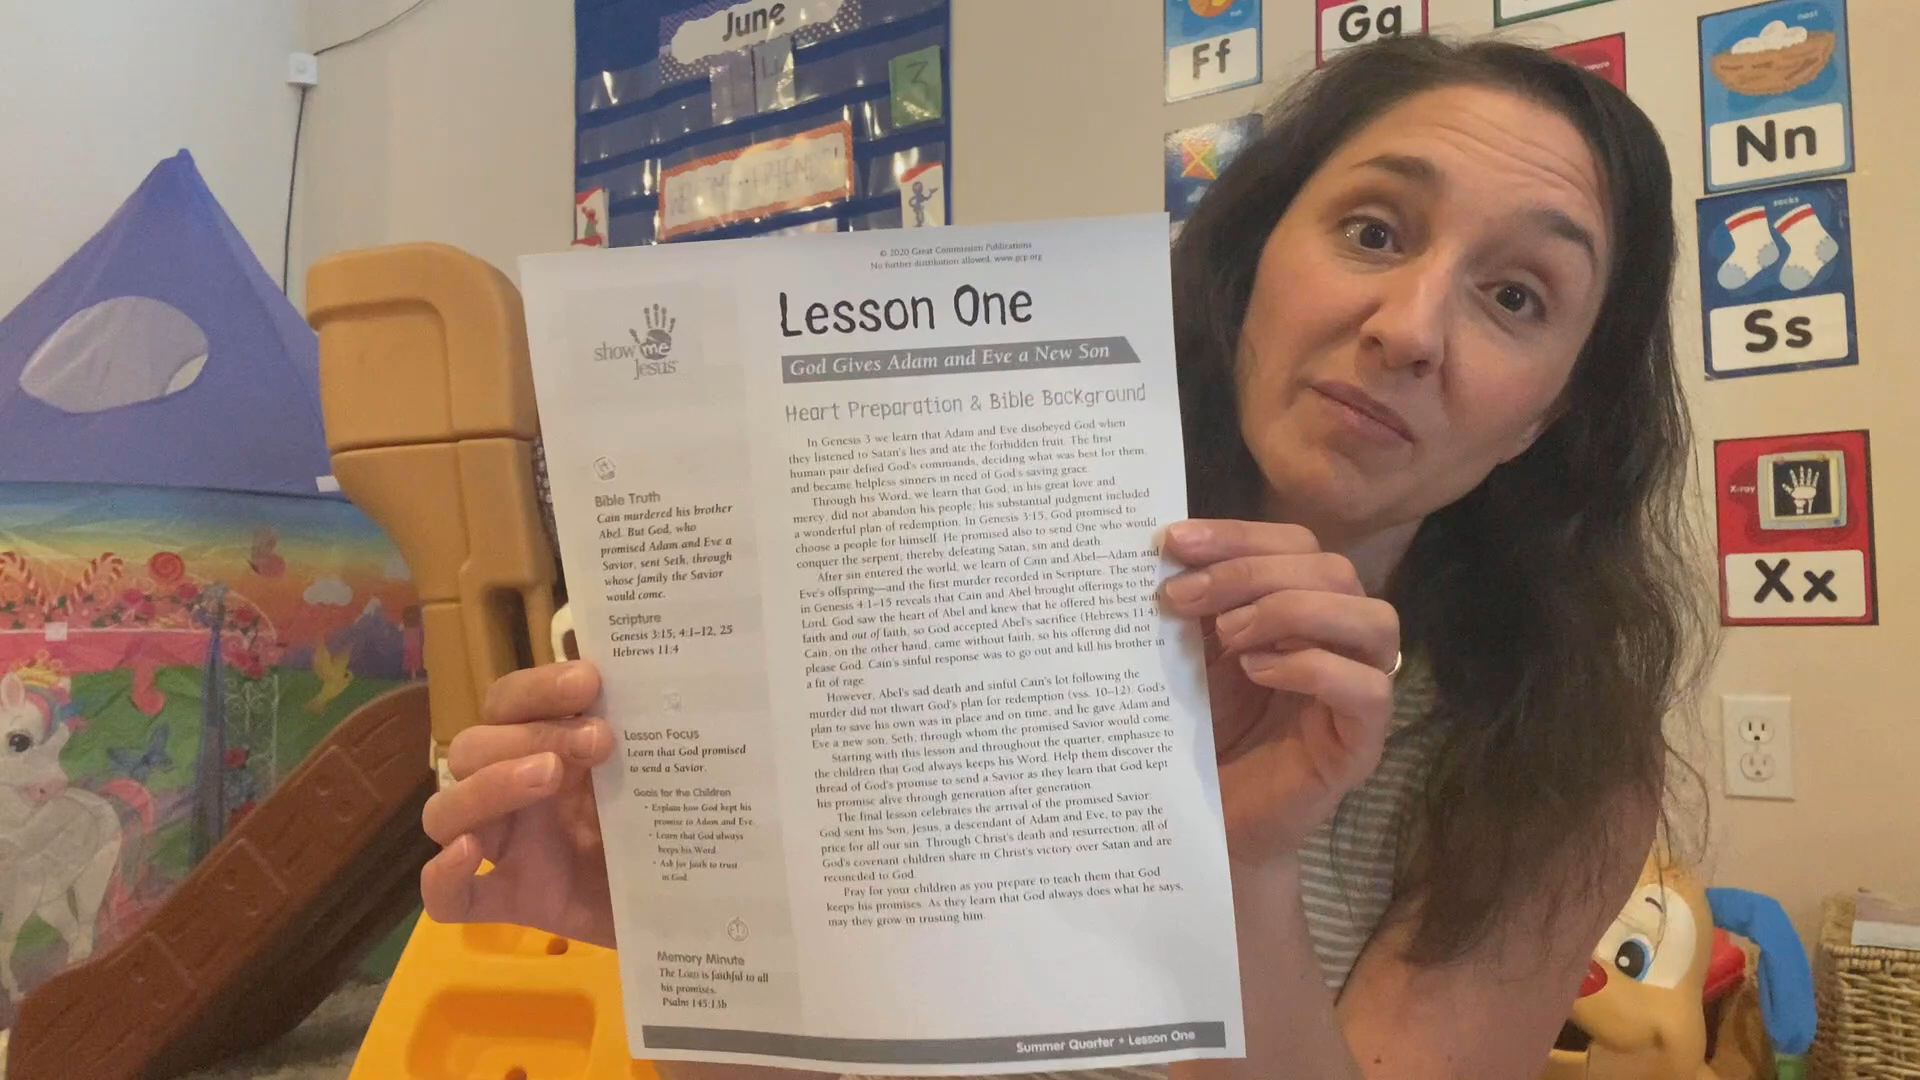 June
3
Ff
Gg
nest
Nn
socks
Ss
X-ray
Xx
© 2020 Great Commission Publications
No further distribution allowed. www.gcp.org
show me
Jesus
Lesson One
God Gives Adam and Eve a New Son
Heart Preparation & Bible Background
In Genesis 3 we learn that Adam and Eve disobeyed God when
they listened to Satan's lies and ate the forbidden fruit. The first
human pair defied God's commands, deciding what was best for them,
and became helpless sinners in need of God's saving grace.
Through his Word, we learn that God, in his great love and
mercy, did not abandon his people; his substantial judgment included
a wonderful plan of redemption. In Genesis 3:15, God promised to
choose a people for himself. He promised also to send One who would
conquer the serpent, thereby defeating Satan, sin and death.
After sin entered the world, we learn of Cain and Abel—Adam and
Eve's offspring—and the first murder recorded in Scripture. The story
in Genesis 4:1–15 reveals that Cain and Abel brought offerings to the
Lord. God saw the heart of Abel and knew that he offered his best with
faith and out of faith, so God accepted Abel's sacrifice (Hebrews 11:4).
Cain, on the other hand, came without faith, so his offering did not
please God. Cain's sinful response was to go out and kill his brother in
a fit of rage.
However, Abel's sad death and sinful Cain's lot following the
murder did not thwart God's plan for redemption (vss. 10–12). God's
plan to save his own was in place and on time, and he gave Adam and
Eve a new son, Seth, through whom the promised Savior would come.
Starting with this lesson and throughout the quarter, emphasize to
the children that God always keeps his Word. Help them discover the
thread of God's promise to send a Savior as they learn that God kept
his promise alive through generation after generation.
The final lesson celebrates the arrival of the promised Savior:
God sent his Son, Jesus, a descendant of Adam and Eve, to pay the
price for all our sin. Through Christ's death and resurrection, all of
God's covenant children share in Christ's victory over Satan and are
reconciled to God.
Pray for your children as you prepare to teach them that God
keeps his promises. As they learn that God always does what he says,
may they grow in trusting him.
Bible Truth
Cain murdered his brother
Abel. But God, who
promised Adam and Eve a
Savior, sent Seth, through
whose family the Savior
would come.
Scripture
Genesis 3:15; 4:1–12, 25
Hebrews 11:4
Lesson Focus
Learn that God promised
to send a Savior.
Goals for the Children
• Explain how God kept his
promise to Adam and Eve.
• Learn that God always
keeps his Word.
• Ask for faith to trust
in God.
Memory Minute
The LORD is faithful to all
his promises.
Psalm 145:13b
Summer Quarter • Lesson One